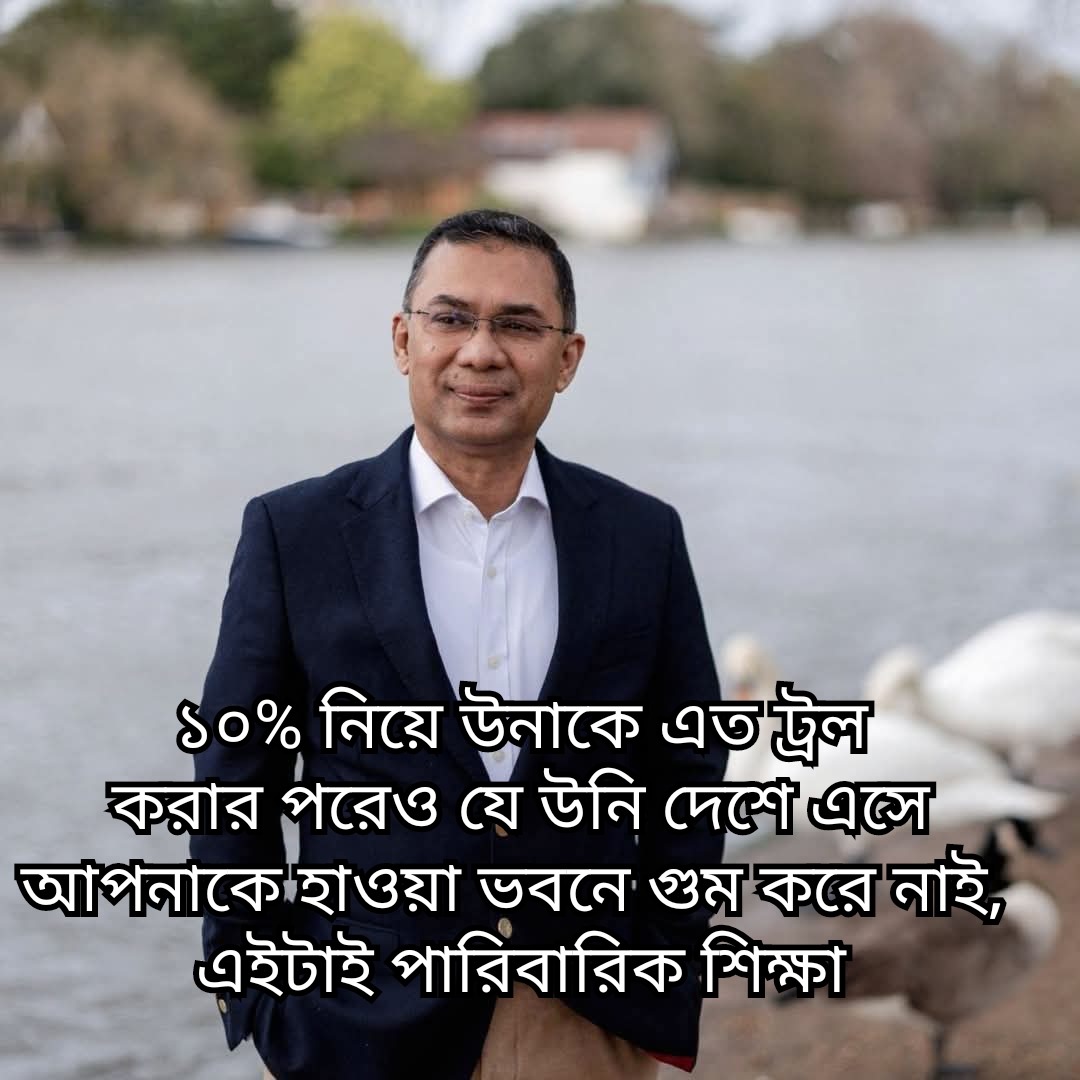 ১০% নিয়ে উনাকে এত ট্রল
করার পরেও যে উনি দেশে এসে
আপনাকে হাওয়া ভবনে গুম করে নাই,
এইটাই পারিবারিক শিক্ষা